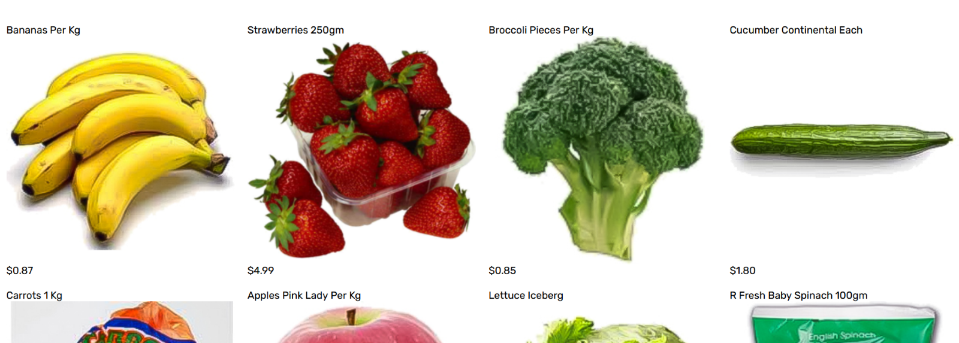 Bananas Per Kg
Strawberries 250gm
Broccoli Pieces Per Kg
Cucumber Continental Each
$0.87
$4.99
$0.85
$1.80
Carrots 1 Kg
Apples Pink Lady Per Kg
Lettuce Iceberg
R Fresh Baby Spinach 100gm
English Spinach